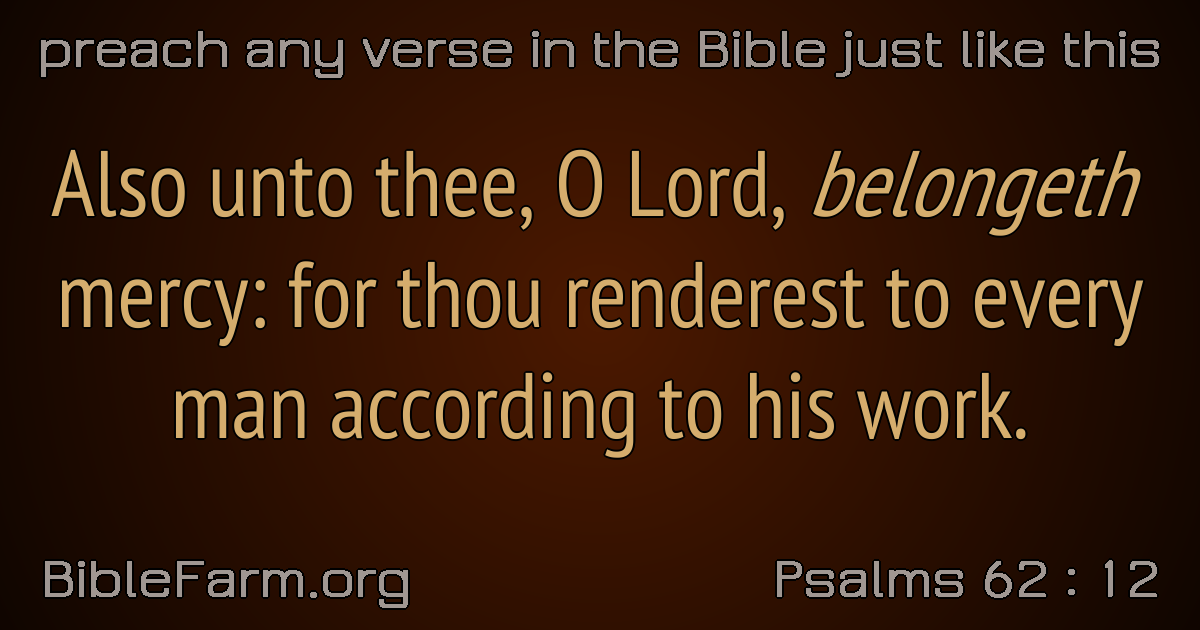 preach any verse in the Bible just like this
Also unto thee, O Lord, belongeth
mercy: for thou renderest to every
man according to his work.
BibleFarm.org
Psalms 62 : 12